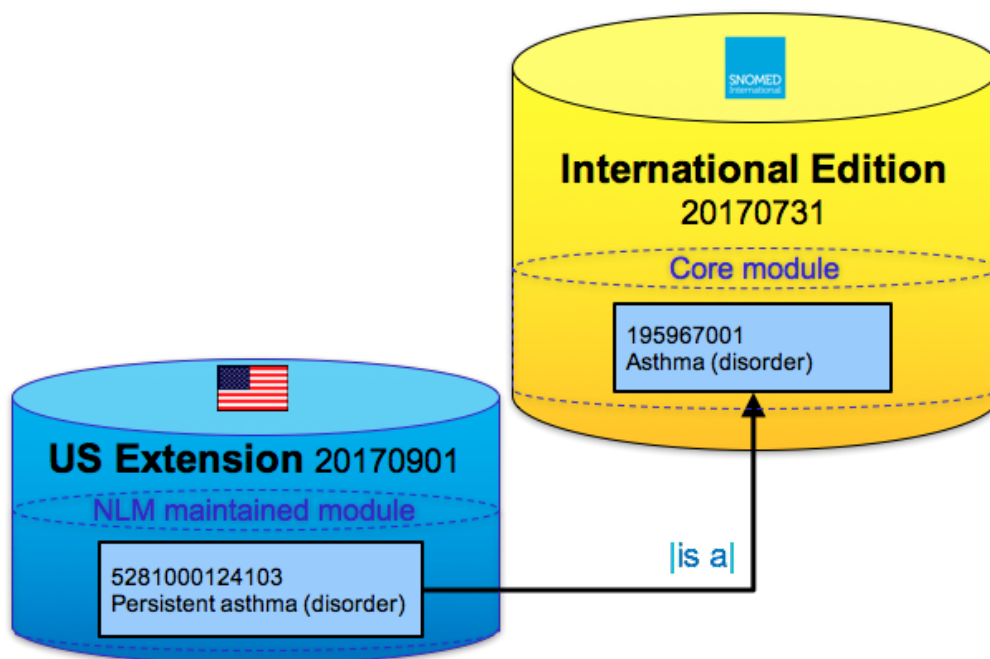 SNOMED
International
International Edition
20170731
Core module
195967001
Asthma (disorder)
US Extension 20170901
NLM maintained module
5281000124103
Persistent asthma (disorder)
|is a|